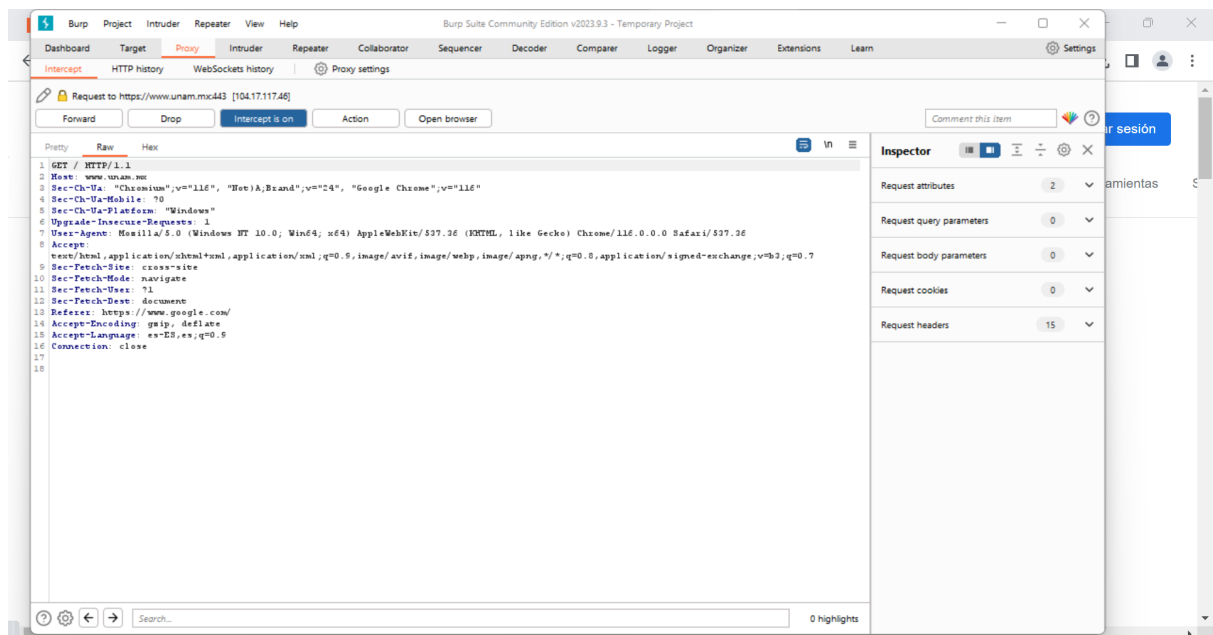 Burp Project Intruder Repeater View Help Burp Suite Community Edition v2023.9.3 - Temporary Project
Dashboard Target Proxy Intruder Repeater Collaborator Sequencer Decoder Comparer Logger Organizer Extensions Learn Settings
Intercept HTTP history WebSockets history Proxy settings
Request to https://www.unam.mx:443 [104.17.117.46]
Forward Drop Intercept is on Action Open browser Comment this item
r sesión
Pretty Raw Hex \n
Inspector
1 GET / HTTP/1.1
2 Host: www.unam.mx
3 Sec-Ch-Ua: "Chromium";v="116", "Not)A;Brand";v="24", "Google Chrome";v="116"
4 Sec-Ch-Ua-Mobile: ?0
5 Sec-Ch-Ua-Platform: "Windows"
6 Upgrade-Insecure-Requests: 1
7 User-Agent: Mozilla/5.0 (Windows NT 10.0; Win64; x64) AppleWebKit/537.36 (KHTML, like Gecko) Chrome/116.0.0.0 Safari/537.36
8 Accept:
text/html,application/xhtml+xml,application/xml;q=0.9,image/avif,image/webp,image/apng,*/*;q=0.8,application/signed-exchange;v=b3;q=0.7
9 Sec-Fetch-Site: cross-site
10 Sec-Fetch-Mode: navigate
11 Sec-Fetch-User: ?1
12 Sec-Fetch-Dest: document
13 Referer: https://www.google.com/
14 Accept-Encoding: gzip, deflate
15 Accept-Language: es-ES,es;q=0.9
16 Connection: close
17
18
Request attributes 2
Request query parameters 0
Request body parameters 0
Request cookies 0
Request headers 15
amientas S
Search... 0 highlights